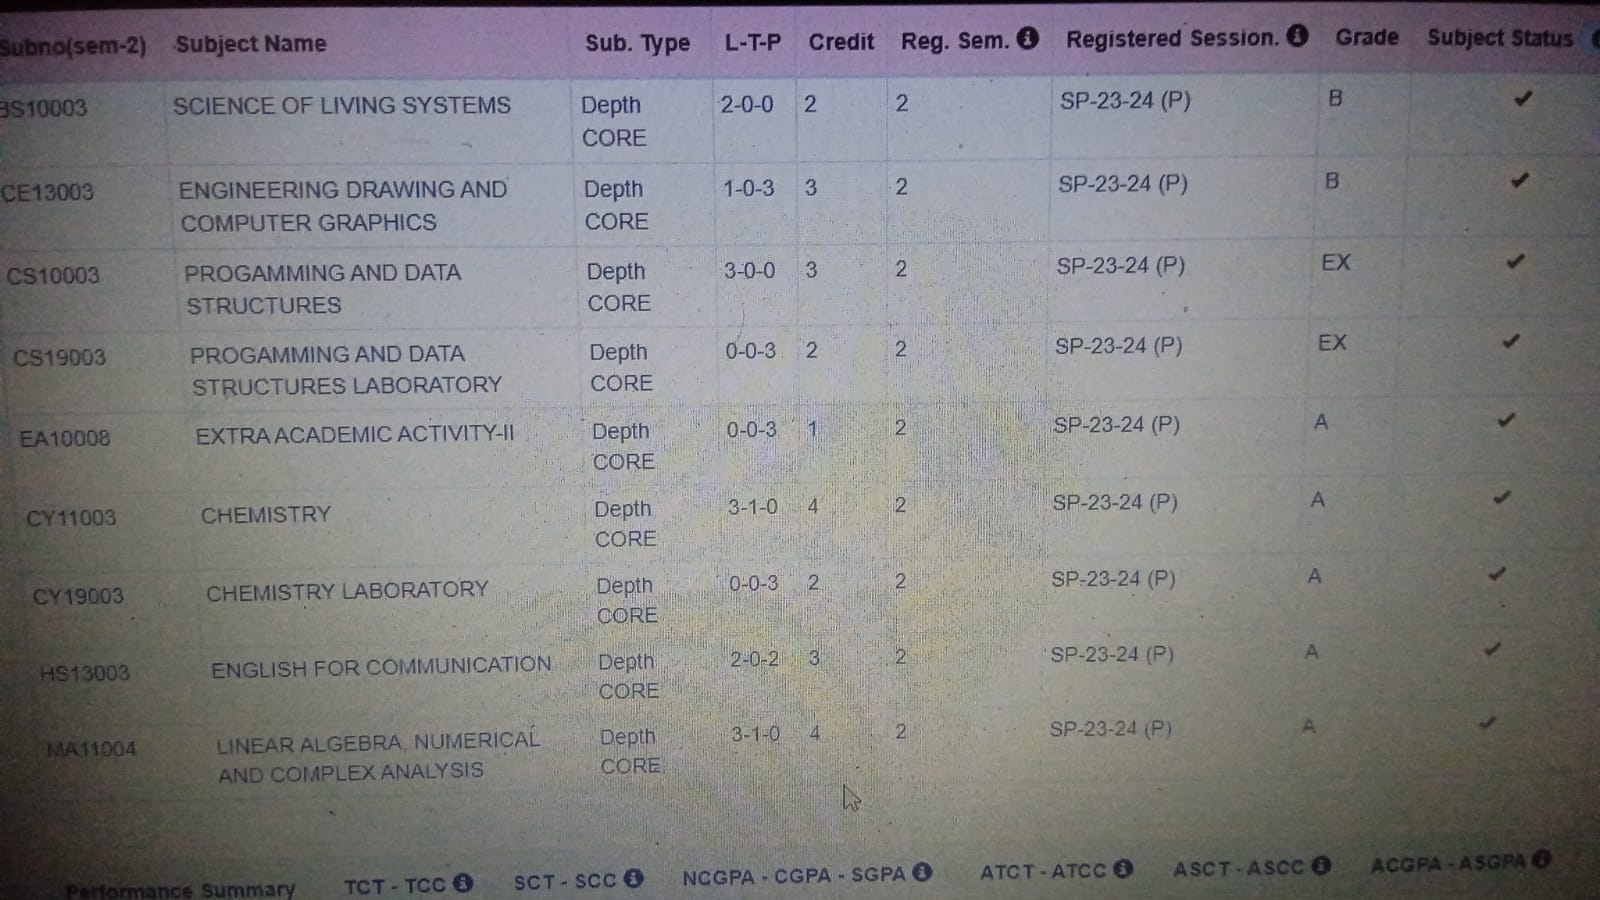 Subno(sem-2) Subject Name Sub. Type L-T-P Credit Reg. Sem. Registered Session. Grade Subject Status
BS10003 SCIENCE OF LIVING SYSTEMS Depth CORE 2-0-0 2 2 SP-23-24 (P) B ✔
CE13003 ENGINEERING DRAWING AND COMPUTER GRAPHICS Depth CORE 1-0-3 3 2 SP-23-24 (P) B ✔
CS10003 PROGAMMING AND DATA STRUCTURES Depth CORE 3-0-0 3 2 SP-23-24 (P) EX ✔
CS19003 PROGAMMING AND DATA STRUCTURES LABORATORY Depth CORE 0-0-3 2 2 SP-23-24 (P) EX ✔
EA10008 EXTRA ACADEMIC ACTIVITY-II Depth CORE 0-0-3 1 2 SP-23-24 (P) A ✔
CY11003 CHEMISTRY Depth CORE 3-1-0 4 2 SP-23-24 (P) A ✔
CY19003 CHEMISTRY LABORATORY Depth CORE 0-0-3 2 2 SP-23-24 (P) A ✔
HS13003 ENGLISH FOR COMMUNICATION Depth CORE 2-0-2 3 2 SP-23-24 (P) A ✔
MA11004 LINEAR ALGEBRA, NUMERICAL AND COMPLEX ANALYSIS Depth CORE 3-1-0 4 2 SP-23-24 (P) A ✔
Performance Summary TCT - TCC SCT - SCC NCGPA - CGPA - SGPA ATCT - ATCC ASCT - ASCC ACGPA - ASGPA